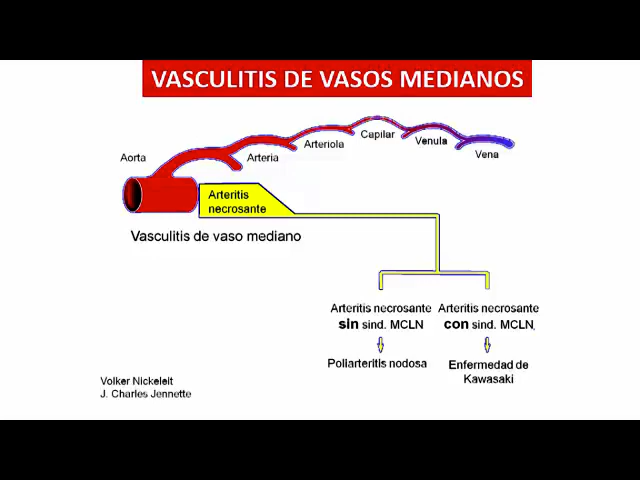 VASCULITIS DE VASOS MEDIANOS
Aorta
Arteria
Arteriola
Capilar
Venula
Vena
Arteritis
necrosante
Vasculitis de vaso mediano
Arteritis necrosante
sin sind. MCLN
Arteritis necrosante
con sind. MCLN,
Poliarteritis nodosa
Enfermedad de
Kawasaki
Volker Nickeleit
J. Charles Jennette